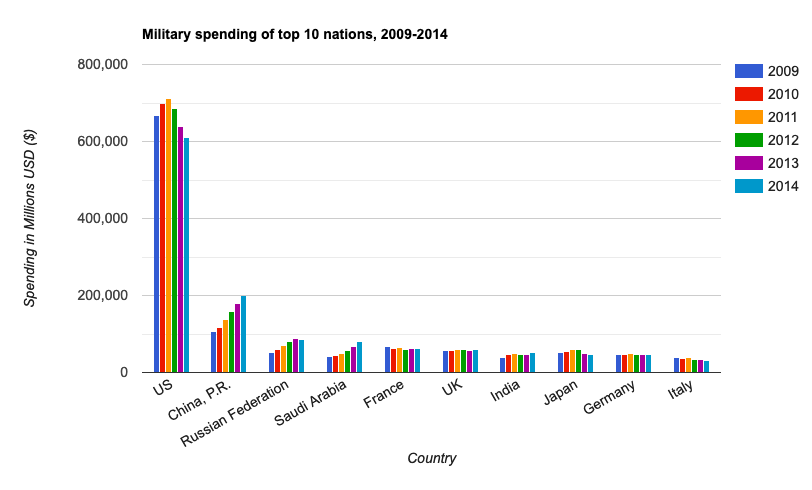 Military spending of top 10 nations, 2009-2014
800,000
600,000
400,000
200,000
0
Spending in Millions USD ($)
US
China, P.R.
Russian Federation
Saudi Arabia
France
UK
India
Japan
Germany
Italy
Country
2009
2010
2011
2012
2013
2014